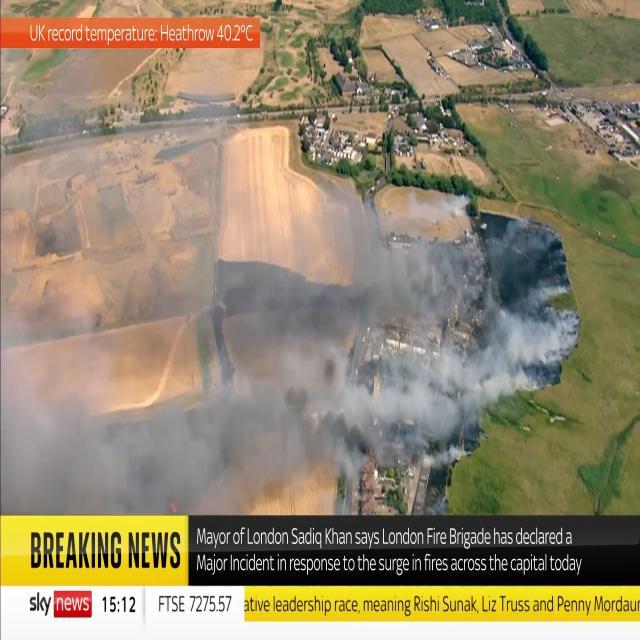 UK record temperature: Heathrow 40.2°C
BREAKING NEWS
Mayor of London Sadiq Khan says London Fire Brigade has declared a
Major Incident in response to the surge in fires across the capital today
sky news 15:12 FTSE 7275.57 ative leadership race, meaning Rishi Sunak, Liz Truss and Penny Mordaun